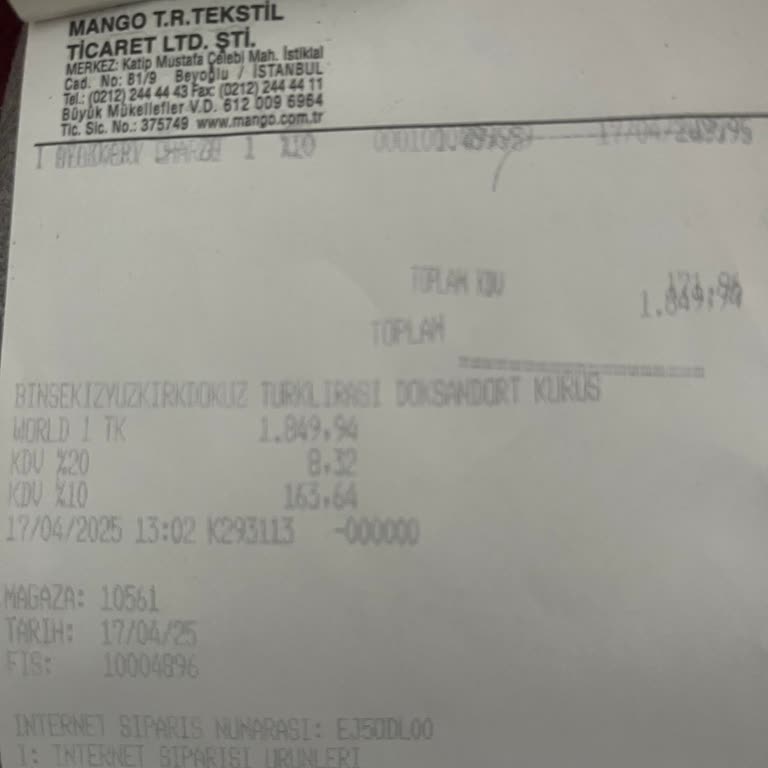 MANGO T.R.TEKSTİL
TİCARET LTD. ŞTİ.
MERKEZ: Katip Mustafa Çelebi Mah. İstiklal
Cad. No: 81/9 Beyoğlu / İSTANBUL
Tel.: (0212) 244 44 43 Fax: (0212) 244 44 11
Büyük Mükellefler V.D. 612 009 6964
Tic. Sic. No.: 375749 www.mango.com.tr
1 %10
TOPLAM KDV 171.96
TOPLAM 1.849,94
BINSEKIZYUZKIRKDOKUZ TURKLIRASI DOKSANDORT KURUS
WORLD 1 TK 1.849,94
KDV %20 8,32
KDV %10 163,64
17/04/2025 13:02 K293113 -000000
MAGAZA: 10561
TARIH: 17/04/25
FIS: 10004896
INTERNET SIPARIS NUMARASI: EJ50DL00
I: INTERNET SIPARISI URUNLERI